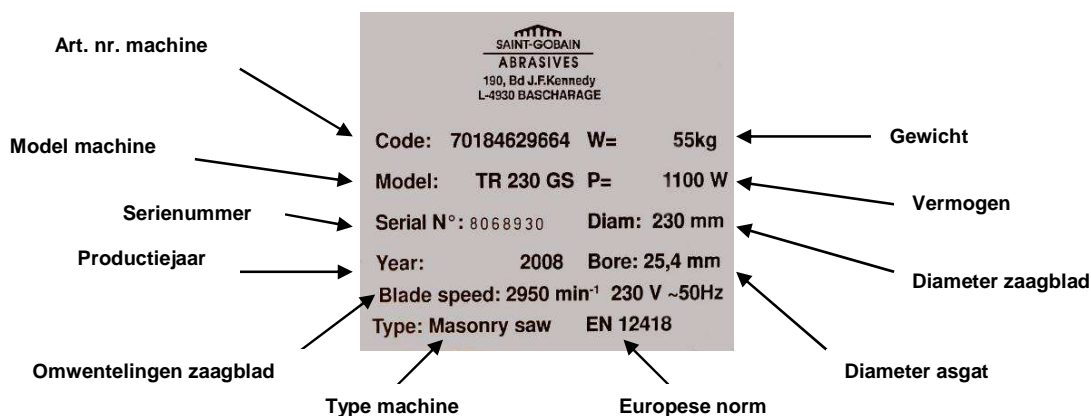 SAINT-GOBAIN
ABRASIVES
190, Bd J.F.Kennedy
L-4930 BASCHARAGE
Art. nr. machine
Code: 70184629664 W= 55kg
Gewicht
Model machine
Model: TR 230 GS P= 1100 W
Vermogen
Serienummer
Serial N°: 8068930 Diam: 230 mm
Diameter zaagblad
Productiejaar
Year: 2008 Bore: 25,4 mm
Diameter asgat
Blade speed: 2950 min⁻¹ 230 V ~50Hz
Omwentelingen zaagblad
Type: Masonry saw EN 12418
Type machine
Europese norm